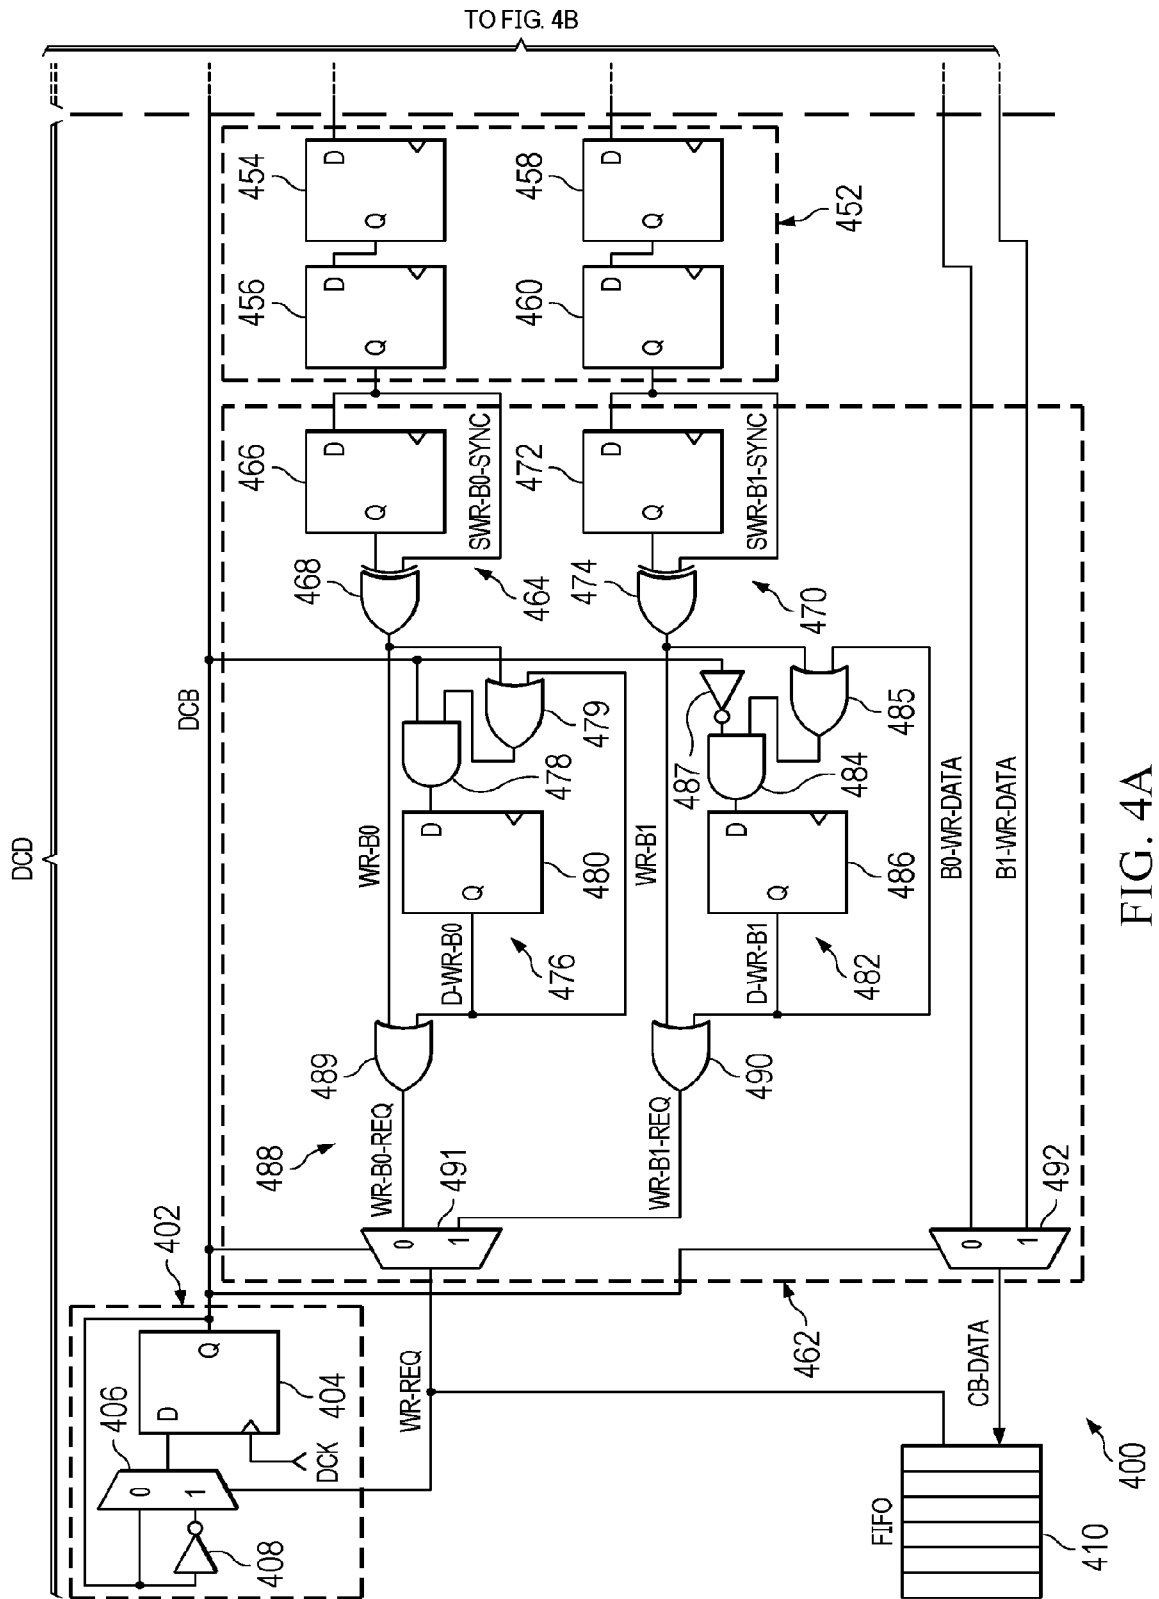 TO FIG. 4B
DCD
454
D
Q
458
D
Q
452
456
D
Q
460
D
Q
466
D
Q
SWR-B0-SYNC
472
D
Q
SWR-B1-SYNC
468
464
474
470
DCB
479
478
487
485
484
WR-B0
D
Q
480
WR-B1
D
Q
486
B0-WR-DATA
B1-WR-DATA
D-WR-B0
476
D-WR-B1
482
489
490
488
WR-B0-REQ
WR-B1-REQ
0
1
491
0
1
492
402
462
Q
D
404
406
0
1
408
DCK
WR-REQ
CB-DATA
FIFO
410
400
FIG. 4A